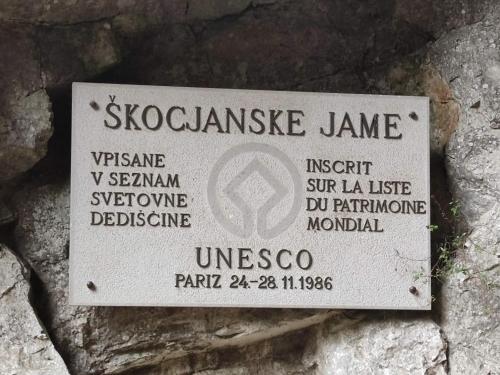 ŠKOCJANSKE JAME
VPISANE
V SEZNAM
SVETOVNE
DEDIŠČINE
INSCRIT
SUR LA LISTE
DU PATRIMOINE
MONDIAL
UNESCO
PARIZ 24.-28.11.1986